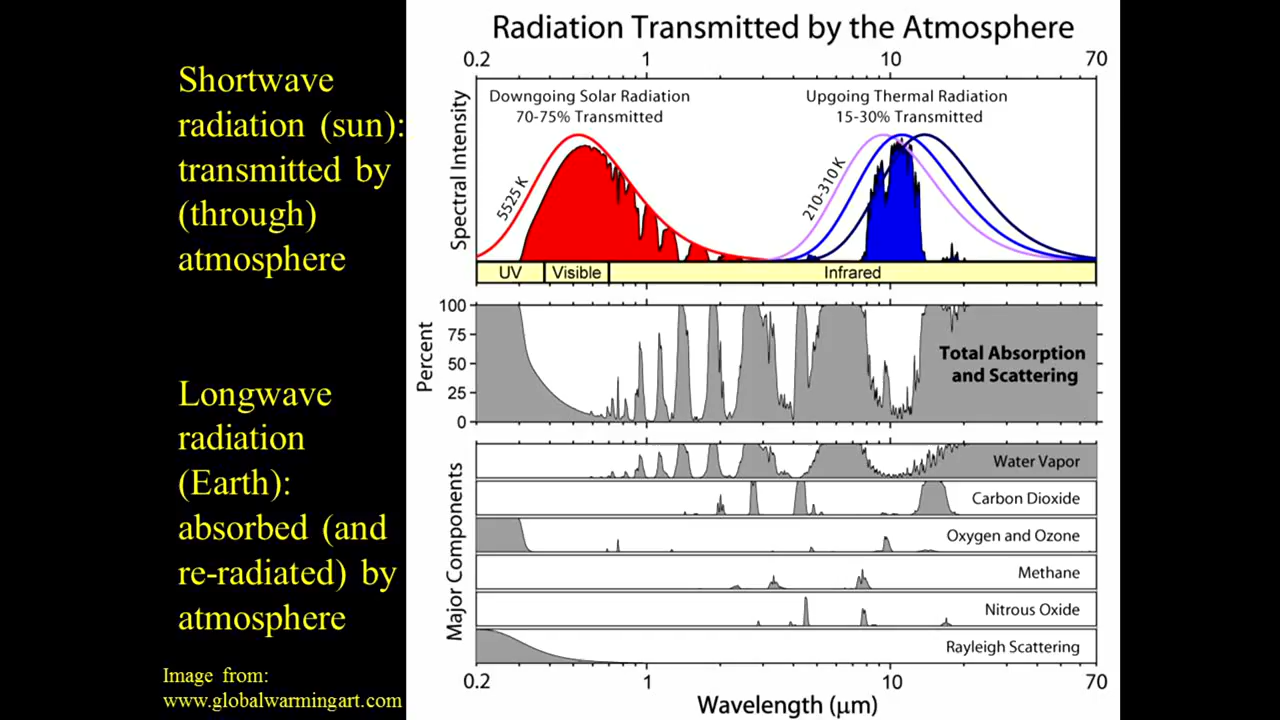 Shortwave
radiation (sun):
transmitted by
(through)
atmosphere
Longwave
radiation
(Earth):
absorbed (and
re-radiated) by
atmosphere
Image from:
www.globalwarmingart.com
Radiation Transmitted by the Atmosphere
0.2 1 10 70
Spectral Intensity
Downgoing Solar Radiation
70-75% Transmitted
Upgoing Thermal Radiation
15-30% Transmitted
5525 K
210-310 K
UV Visible Infrared
Percent
100
75
50
25
0
Total Absorption
and Scattering
Major Components
Water Vapor
Carbon Dioxide
Oxygen and Ozone
Methane
Nitrous Oxide
Rayleigh Scattering
0.2 1 10 70
Wavelength (μm)